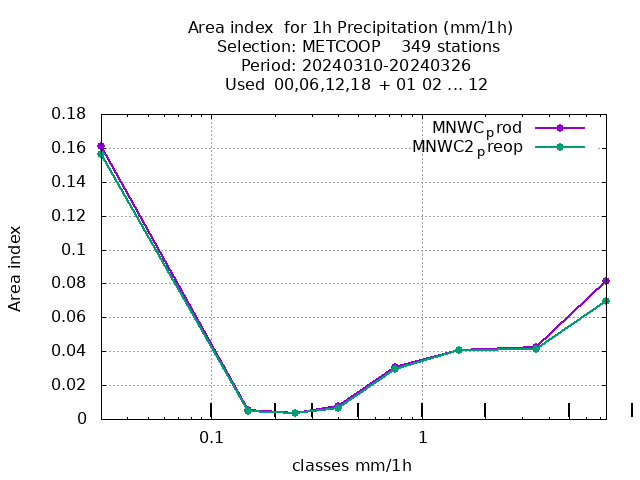 Area index  for 1h Precipitation (mm/1h)
Selection: METCOOP    349 stations
Period: 20240310-20240326
Used  00,06,12,18 + 01 02 ... 12
MNWCprod
MNWC2preop
0.18
0.16
0.14
0.12
0.1
0.08
0.06
0.04
0.02
0
Area index
0.1
1
classes mm/1h